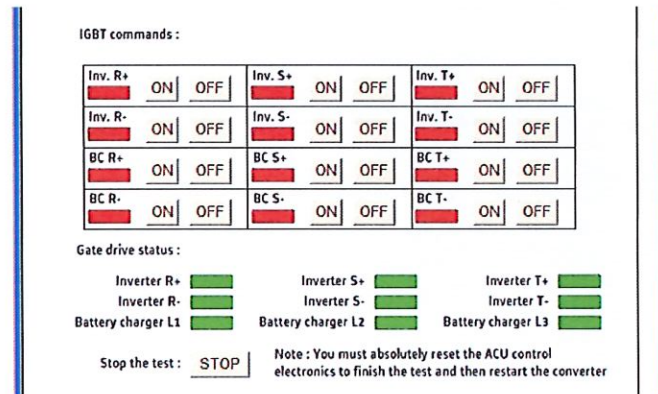 IGBT commands :
Inv. R+ ON OFF Inv. S+ ON OFF Inv. T+ ON OFF
Inv. R- ON OFF Inv. S- ON OFF Inv. T- ON OFF
BC R+ ON OFF BC S+ ON OFF BC T+ ON OFF
BC R- ON OFF BC S- ON OFF BC T- ON OFF
Gate drive status :
Inverter R+ Inverter S+ Inverter T+
Inverter R- Inverter S- Inverter T-
Battery charger L1 Battery charger L2 Battery charger L3
Stop the test : STOP Note : You must absolutely reset the ACU control
electronics to finish the test and then restart the converter